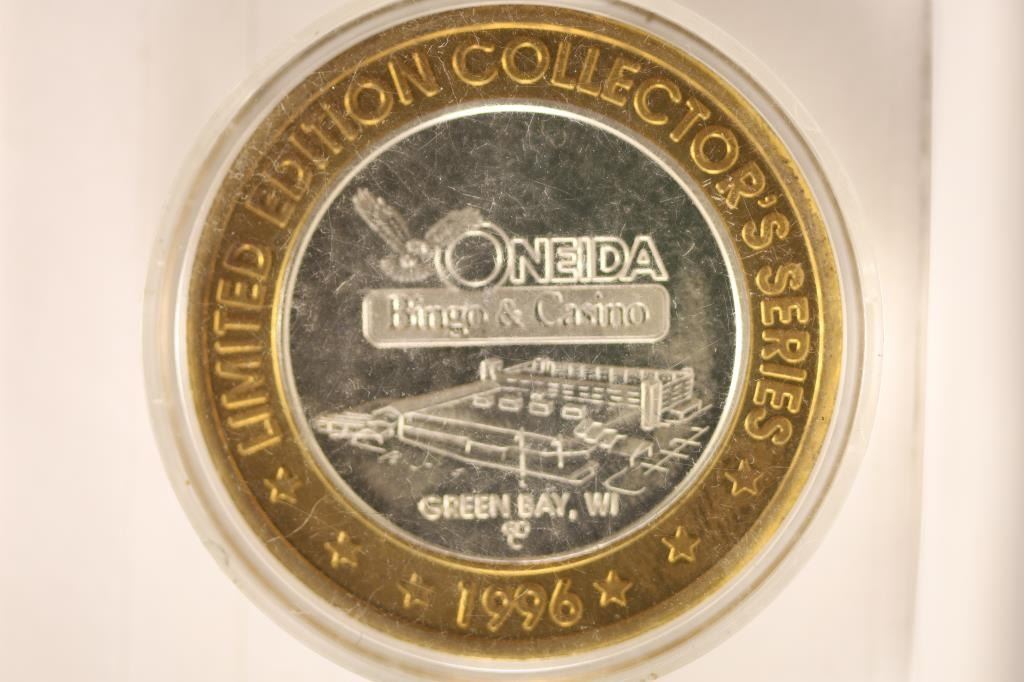 LIMITED EDITION COLLECTOR'S SERIES
ONEIDA
Bingo & Casino
GREEN BAY, WI
1996